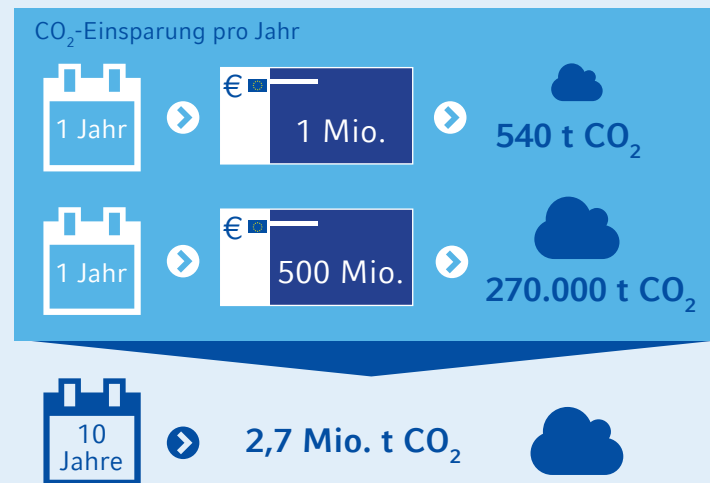 CO₂-Einsparung pro Jahr
1 Jahr
€
1 Mio.
540 t CO₂
1 Jahr
€
500 Mio.
270.000 t CO₂
10
Jahre
2,7 Mio. t CO₂